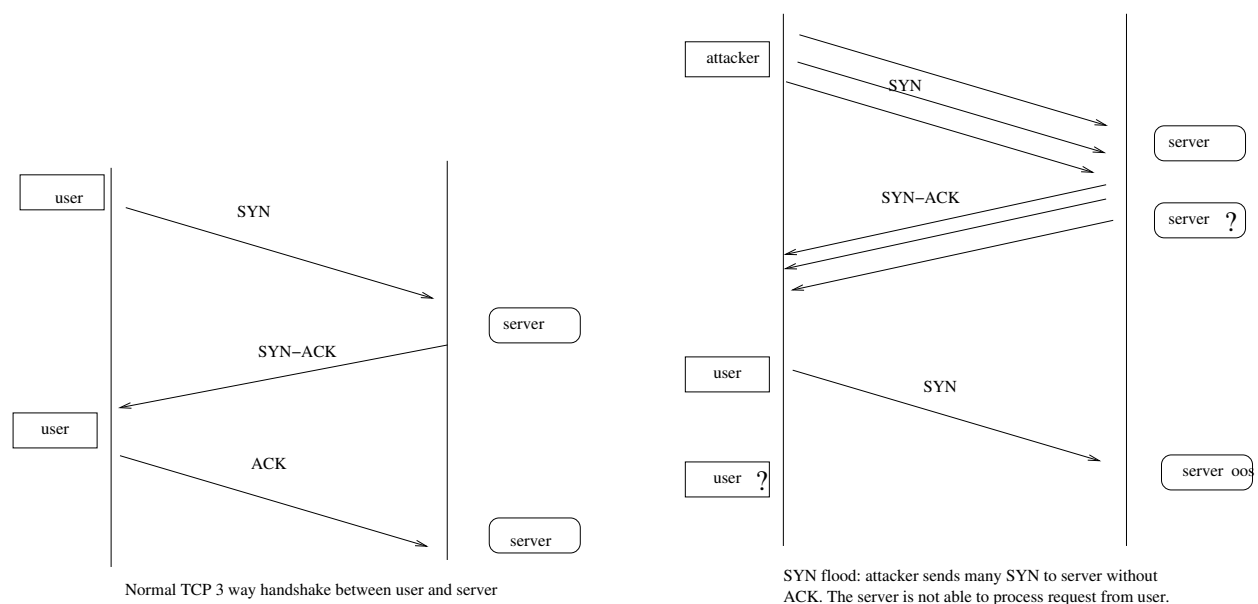 user
SYN
server
SYN−ACK
user
ACK
server
Normal TCP 3 way handshake between user and server
attacker
SYN
server
SYN−ACK
server ?
user
SYN
server oos
user ?
SYN flood: attacker sends many SYN to server without
ACK. The server is not able to process request from user.